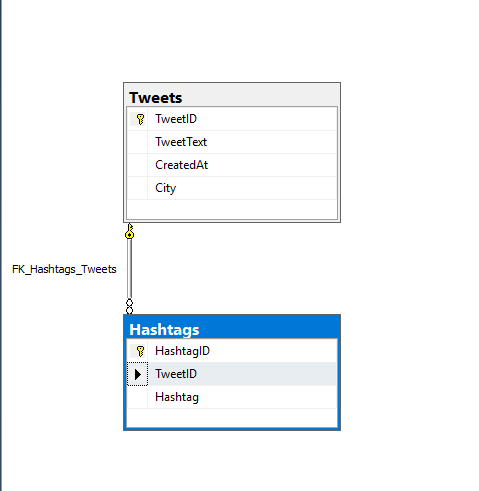 Tweets
TweetID
TweetText
CreatedAt
City
FK_Hashtags_Tweets
Hashtags
HashtagID
TweetID
Hashtag